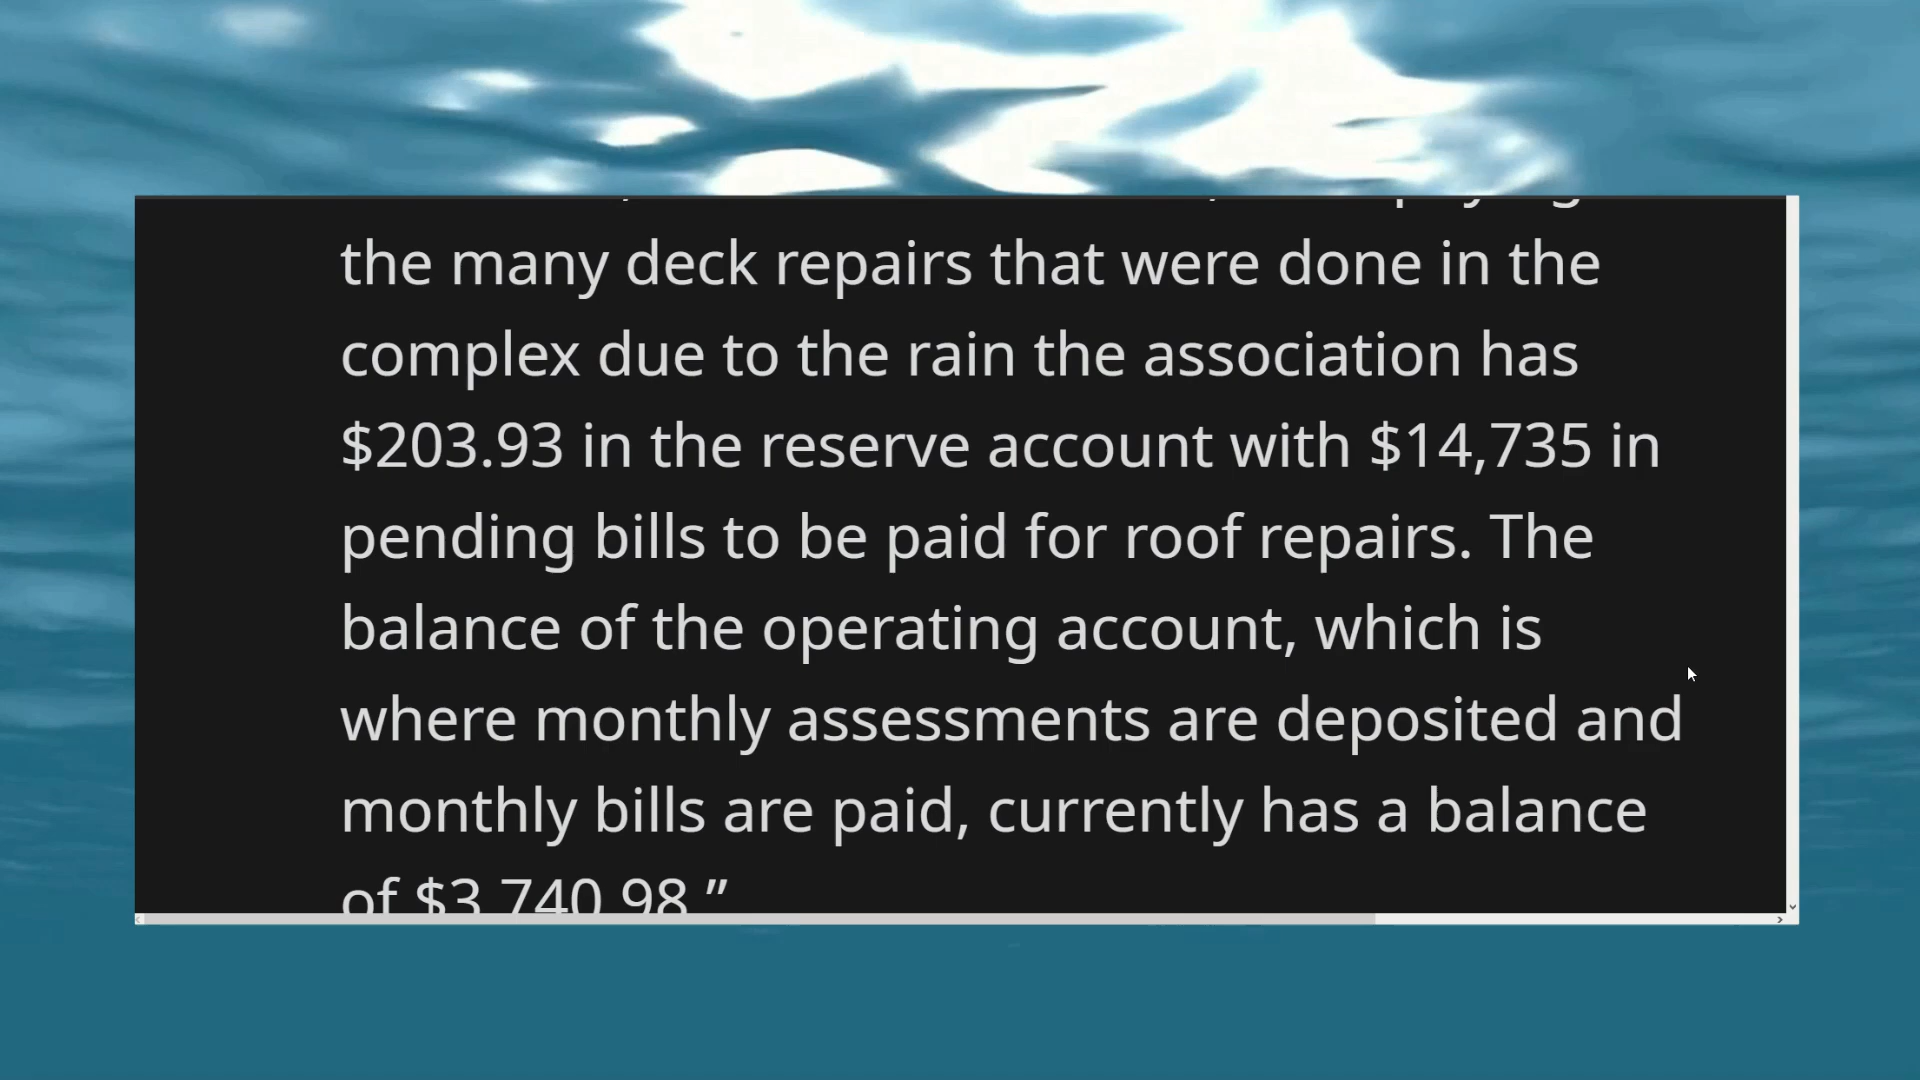 the many deck repairs that were done in the
complex due to the rain the association has
$203.93 in the reserve account with $14,735 in
pending bills to be paid for roof repairs. The
balance of the operating account, which is
where monthly assessments are deposited and
monthly bills are paid, currently has a balance
of $3,740.98.”